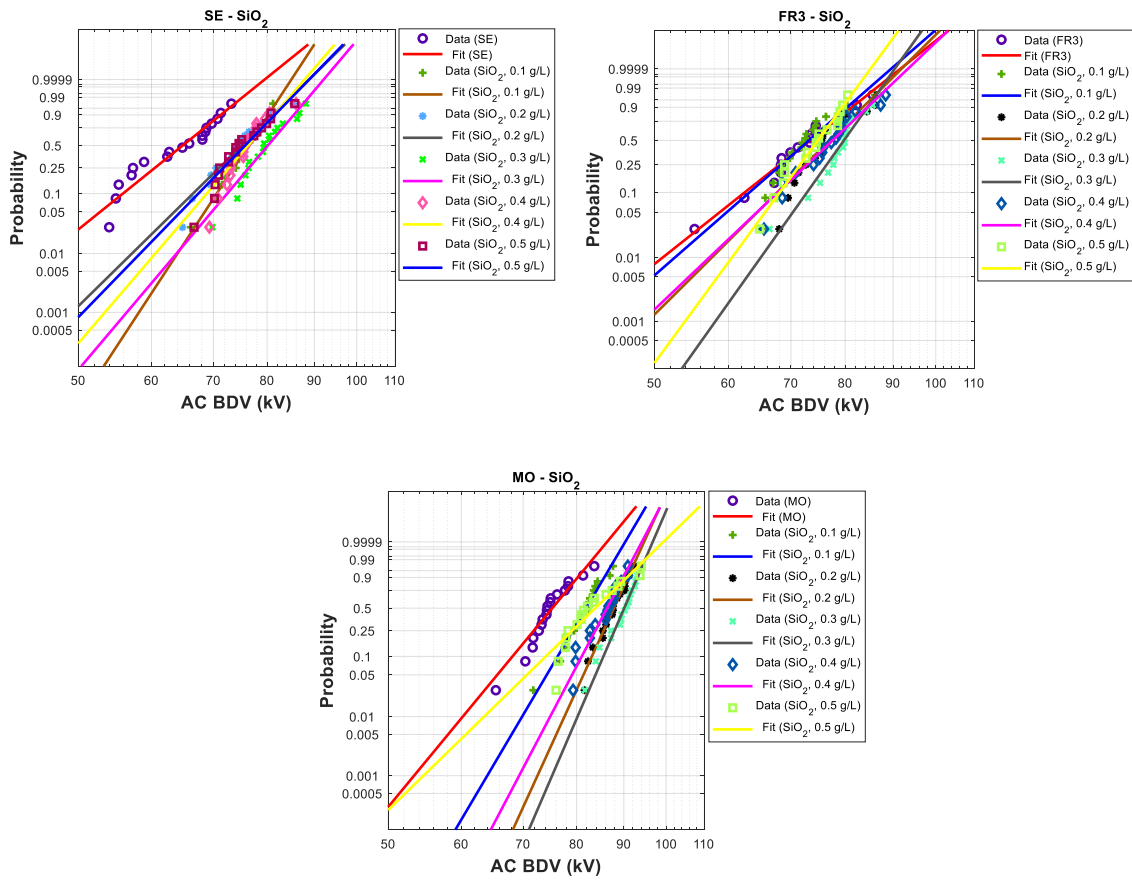 SE - SiO2
Probability
0.9999
0.99
0.9
0.5
0.25
0.1
0.05
0.01
0.005
0.001
0.0005
50
60
70
80
90
100
110
AC BDV (kV)
Data (SE)
Fit (SE)
Data (SiO2, 0.1 g/L)
Fit (SiO2, 0.1 g/L)
Data (SiO2, 0.2 g/L)
Fit (SiO2, 0.2 g/L)
Data (SiO2, 0.3 g/L)
Fit (SiO2, 0.3 g/L)
Data (SiO2, 0.4 g/L)
Fit (SiO2, 0.4 g/L)
Data (SiO2, 0.5 g/L)
Fit (SiO2, 0.5 g/L)
FR3 - SiO2
Probability
0.9999
0.99
0.9
0.5
0.25
0.1
0.05
0.01
0.005
0.001
0.0005
50
60
70
80
90
100
110
AC BDV (kV)
Data (FR3)
Fit (FR3)
Data (SiO2, 0.1 g/L)
Fit (SiO2, 0.1 g/L)
Data (SiO2, 0.2 g/L)
Fit (SiO2, 0.2 g/L)
Data (SiO2, 0.3 g/L)
Fit (SiO2, 0.3 g/L)
Data (SiO2, 0.4 g/L)
Fit (SiO2, 0.4 g/L)
Data (SiO2, 0.5 g/L)
Fit (SiO2, 0.5 g/L)
MO - SiO2
Probability
0.9999
0.99
0.9
0.5
0.25
0.1
0.05
0.01
0.005
0.001
0.0005
50
60
70
80
90
100
110
AC BDV (kV)
Data (MO)
Fit (MO)
Data (SiO2, 0.1 g/L)
Fit (SiO2, 0.1 g/L)
Data (SiO2, 0.2 g/L)
Fit (SiO2, 0.2 g/L)
Data (SiO2, 0.3 g/L)
Fit (SiO2, 0.3 g/L)
Data (SiO2, 0.4 g/L)
Fit (SiO2, 0.4 g/L)
Data (SiO2, 0.5 g/L)
Fit (SiO2, 0.5 g/L)